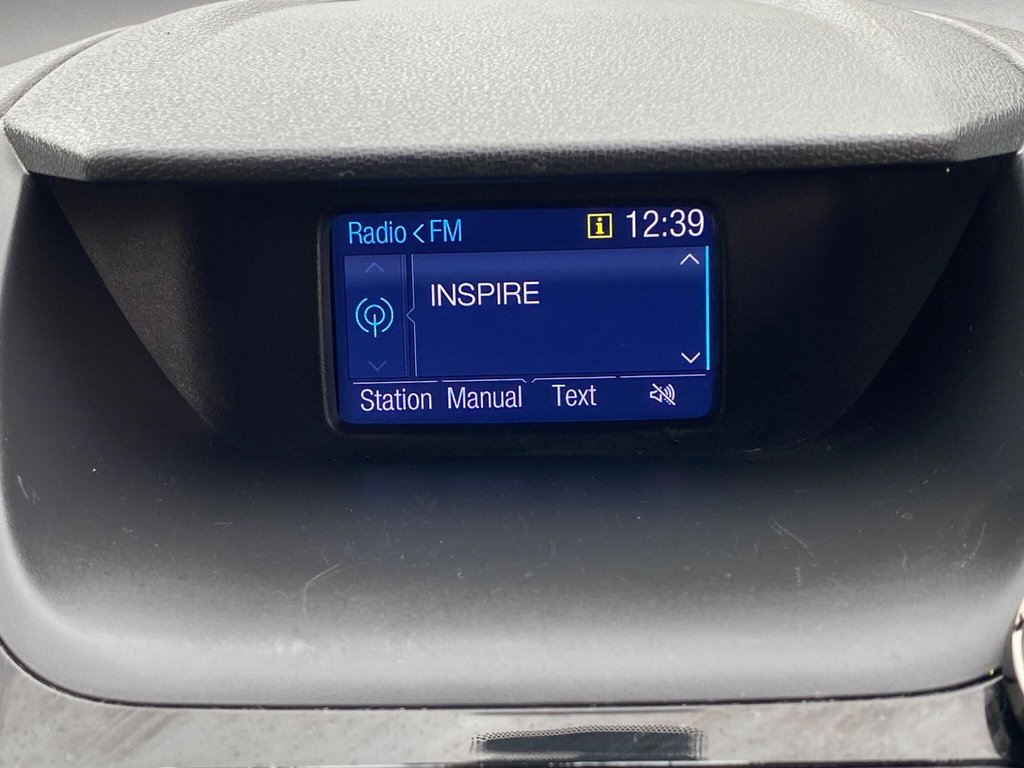 Radio < FM i 12:39
INSPIRE
Station Manual Text